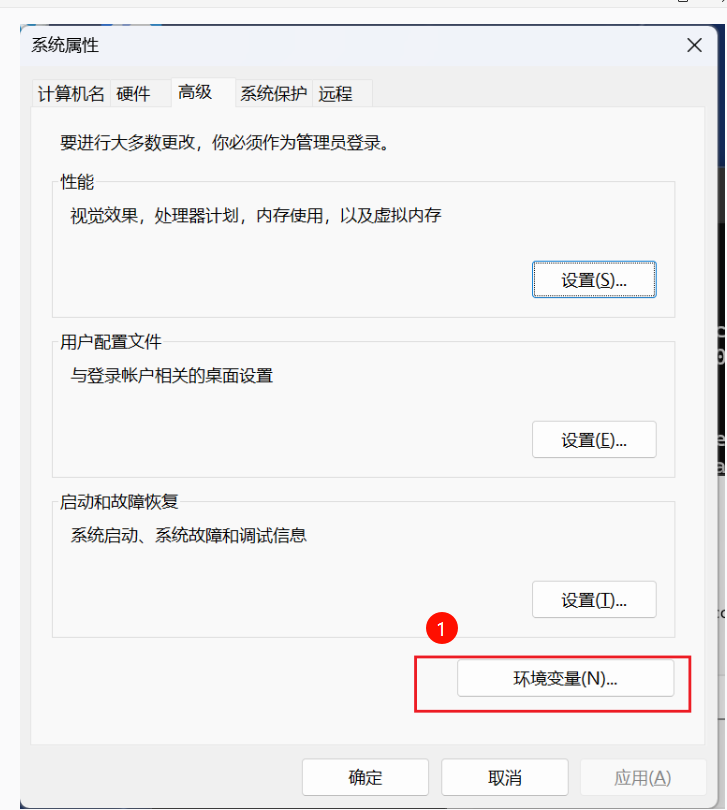 系统属性
计算机名 硬件 高级 系统保护 远程
要进行大多数更改，你必须作为管理员登录。
性能
视觉效果，处理器计划，内存使用，以及虚拟内存
设置(S)...
用户配置文件
与登录帐户相关的桌面设置
设置(E)...
启动和故障恢复
系统启动、系统故障和调试信息
设置(T)...
1
环境变量(N)...
确定 取消 应用(A)